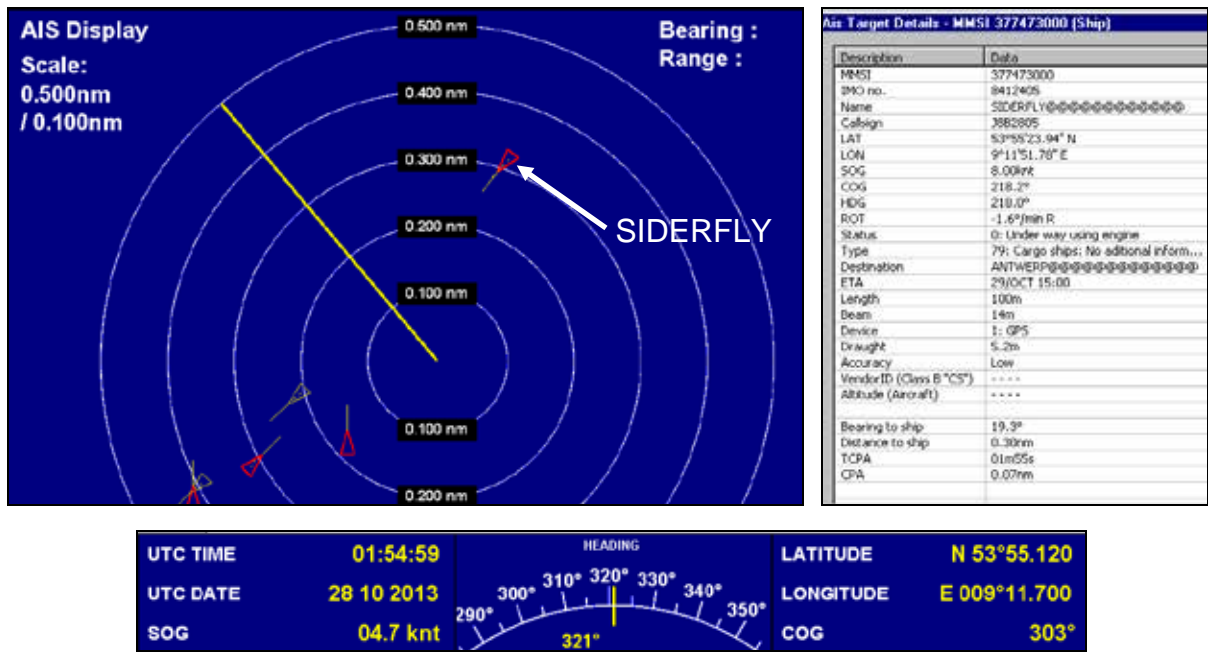 AIS Display
Scale:
0.500nm
/ 0.100nm
Bearing :
Range :
0.500 nm
0.400 nm
0.300 nm
0.200 nm
0.100 nm
0.100 nm
0.200 nm
SIDERFLY
Ais Target Details - MMSI 377473000 (Ship)
Description Data
MMSI 377473000
IMO no. 8412405
Name SIDERFLY@@@@@@@@@@@@
Callsign J8B2805
LAT 53°55'23.94" N
LON 9°11'51.78" E
SOG 8.00knt
COG 218.2°
HDG 218.0°
ROT -1.6°/min R
Status 0: Under way using engine
Type 79: Cargo ships: No aditional inform...
Destination ANTWERP@@@@@@@@@@@@@
ETA 29/OCT 15:00
Length 100m
Beam 14m
Device 1: GPS
Draught 5.2m
Accuracy Low
VendorID (Class B "CS") - - - -
Altitude (Aircraft) - - - -
Bearing to ship 19.3°
Distance to ship 0.30nm
TCPA 01m55s
CPA 0.07nm
UTC TIME 01:54:59
UTC DATE 28 10 2013
SOG 04.7 knt
HEADING
290° 300° 310° 320° 330° 340° 350°
321°
LATITUDE N 53°55.120
LONGITUDE E 009°11.700
COG 303°